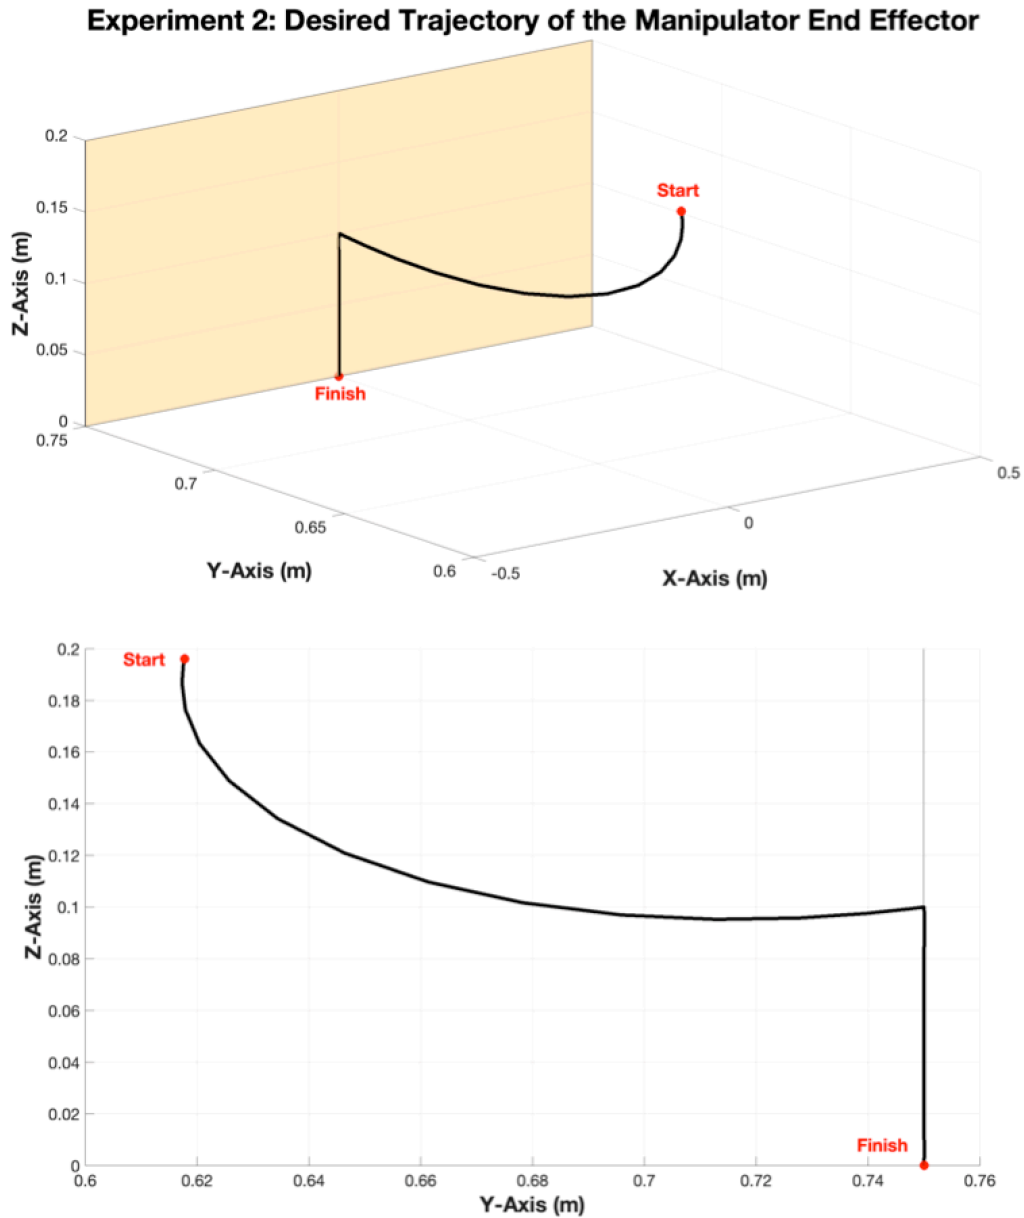 Experiment 2: Desired Trajectory of the Manipulator End Effector
0.2
0.15
0.1
0.05
0
Z-Axis (m)
Start
Finish
0.75
0.7
0.65
0.6
Y-Axis (m)
-0.5
0
0.5
X-Axis (m)
0.2
0.18
0.16
0.14
0.12
0.1
0.08
0.06
0.04
0.02
0
Z-Axis (m)
Start
Finish
0.6 0.62 0.64 0.66 0.68 0.7 0.72 0.74 0.76
Y-Axis (m)